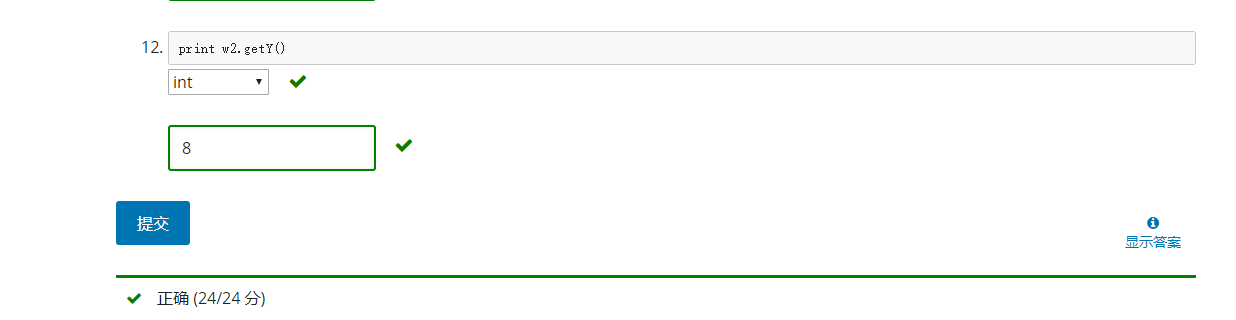 12. print w2.getY()
int
8
提交
显示答案
正确 (24/24 分)